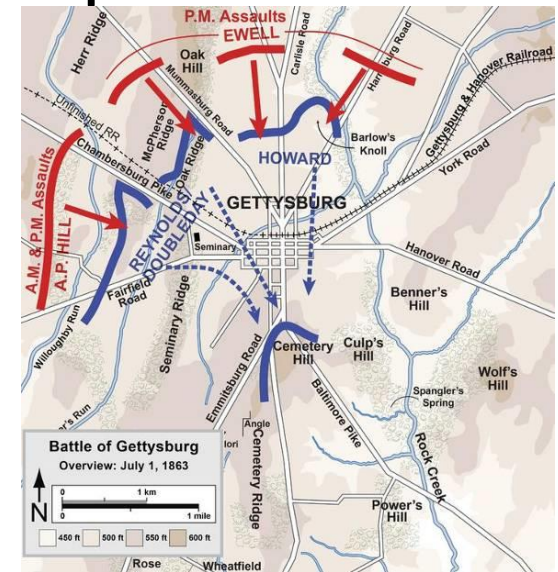 P.M. Assaults
EWELL
Herr Ridge
Oak
Hill
Mummasburg Road
Carlisle Road
Harrisburg Road
Gettysburg & Hanover Railroad
Unfinished RR
McPherson
Ridge
Oak Ridge
Barlow's
Knoll
York Road
Chambersburg Pike
HOWARD
A.M. & P.M. Assaults
A.P. HILL
REYNOLDS
DOUBLEDAY
GETTYSBURG
Seminary
Hanover Road
Fairfield
Road
Willoughby Run
Seminary Ridge
Benner's
Hill
Cemetery
Hill
Culp's
Hill
Wolf's
Hill
Emmitsburg Road
Baltimore Pike
Spangler's
Spring
er's Run
Angle
lori
Cemetery Ridge
Rock Creek
Power's
Hill
Battle of Gettysburg
Overview: July 1, 1863
N
0 1 km
0 1 mile
450 ft 500 ft 550 ft 600 ft
Rose
Wheatfield